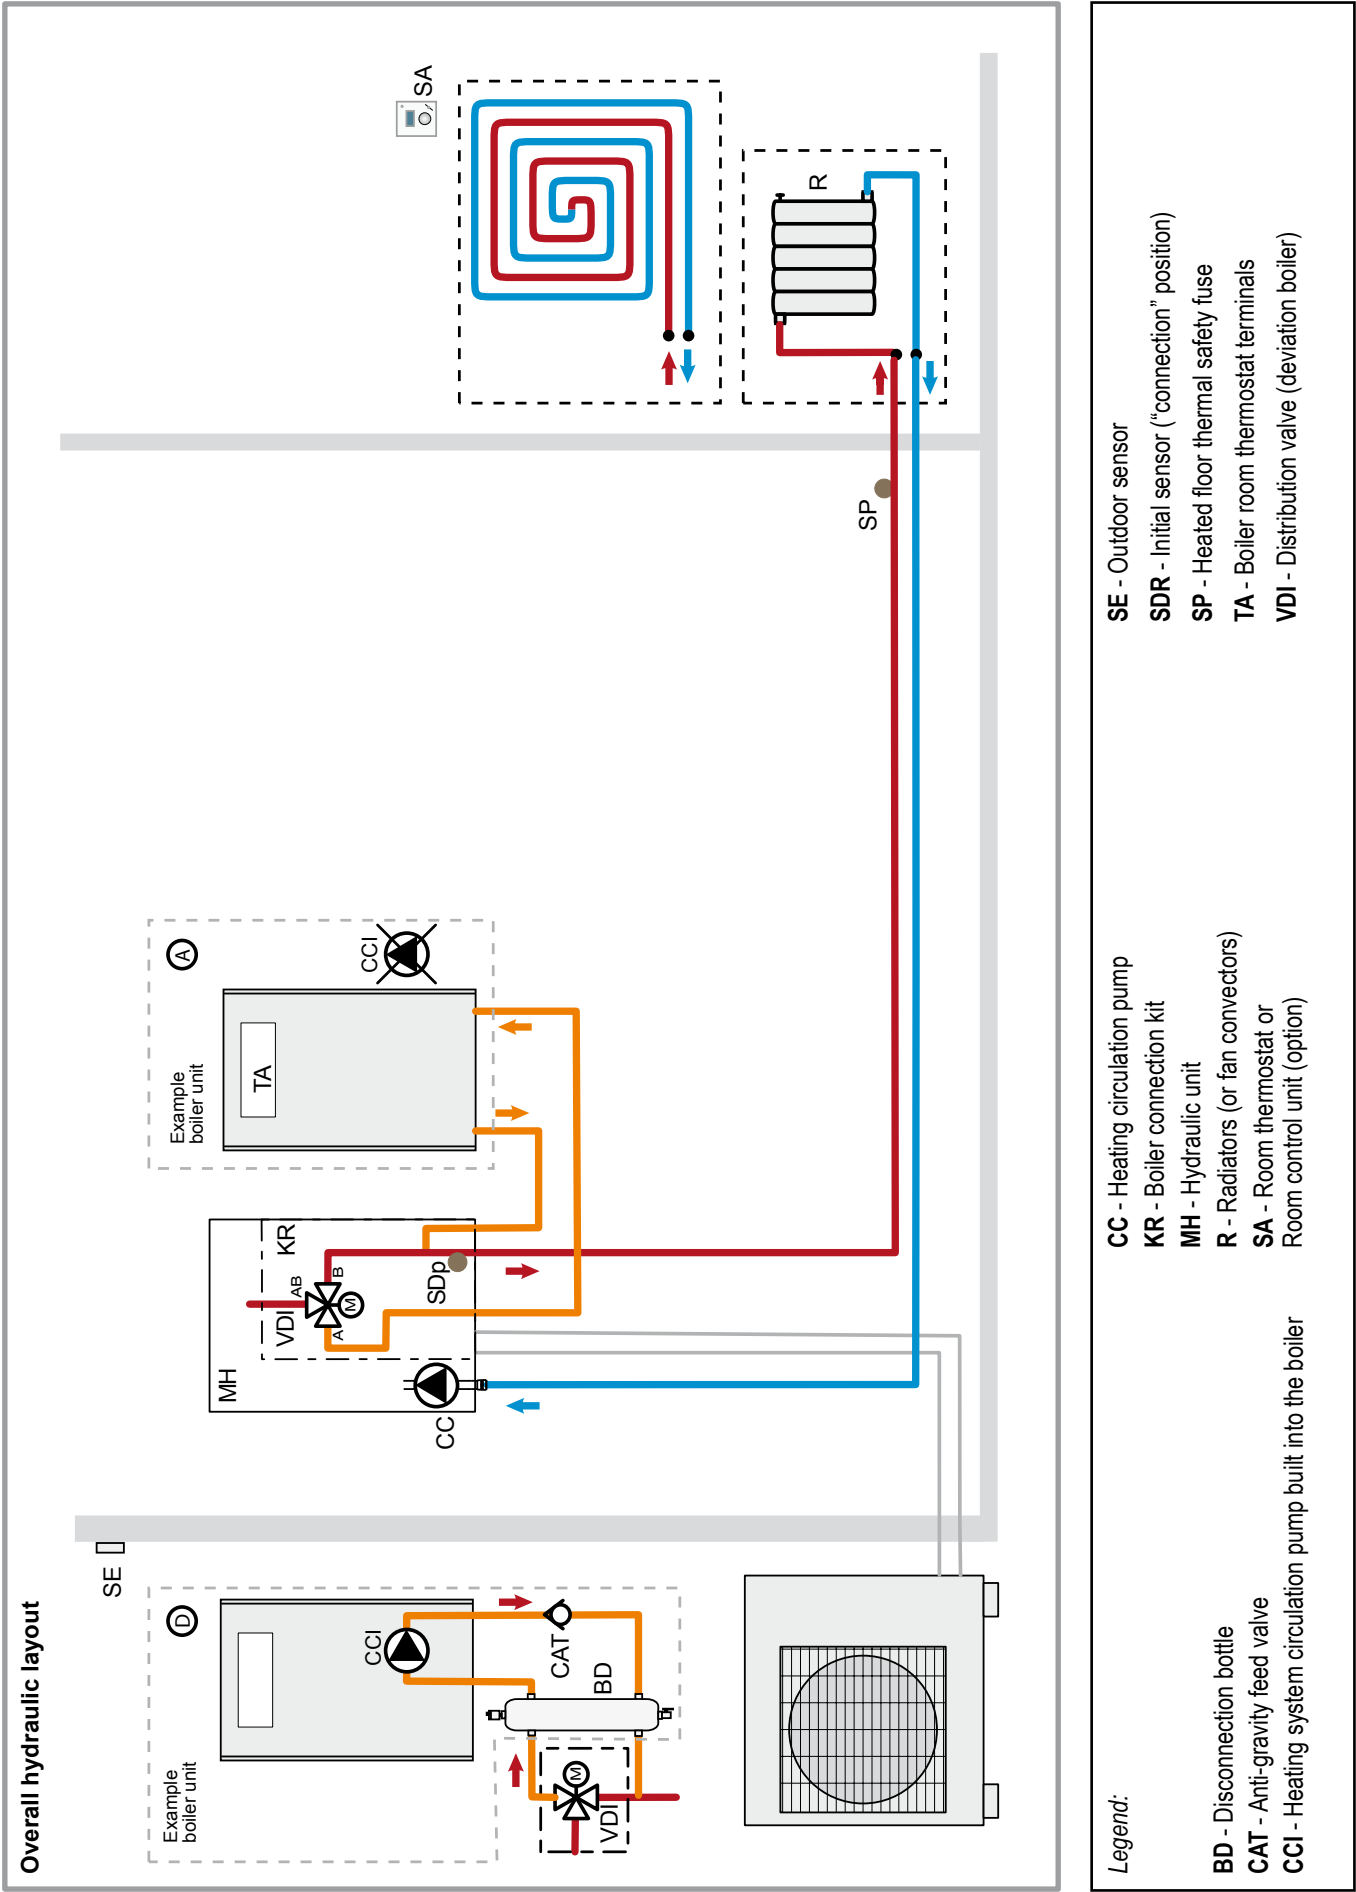 Overall hydraulic layout
SE
Example
boiler unit
D
CCI
CAT
BD
M
VDI
MH
CC
VDI
AB
A
B
M
KR
SDp
Example
boiler unit
A
TA
CCI
SP
SA
R
Legend:
BD - Disconnection bottle
CAT - Anti-gravity feed valve
CCI - Heating system circulation pump built into the boiler
CC - Heating circulation pump
KR - Boiler connection kit
MH - Hydraulic unit
R - Radiators (or fan convectors)
SA - Room thermostat or
Room control unit (option)
SE - Outdoor sensor
SDR - Initial sensor (“connection” position)
SP - Heated floor thermal safety fuse
TA - Boiler room thermostat terminals
VDI - Distribution valve (deviation boiler)